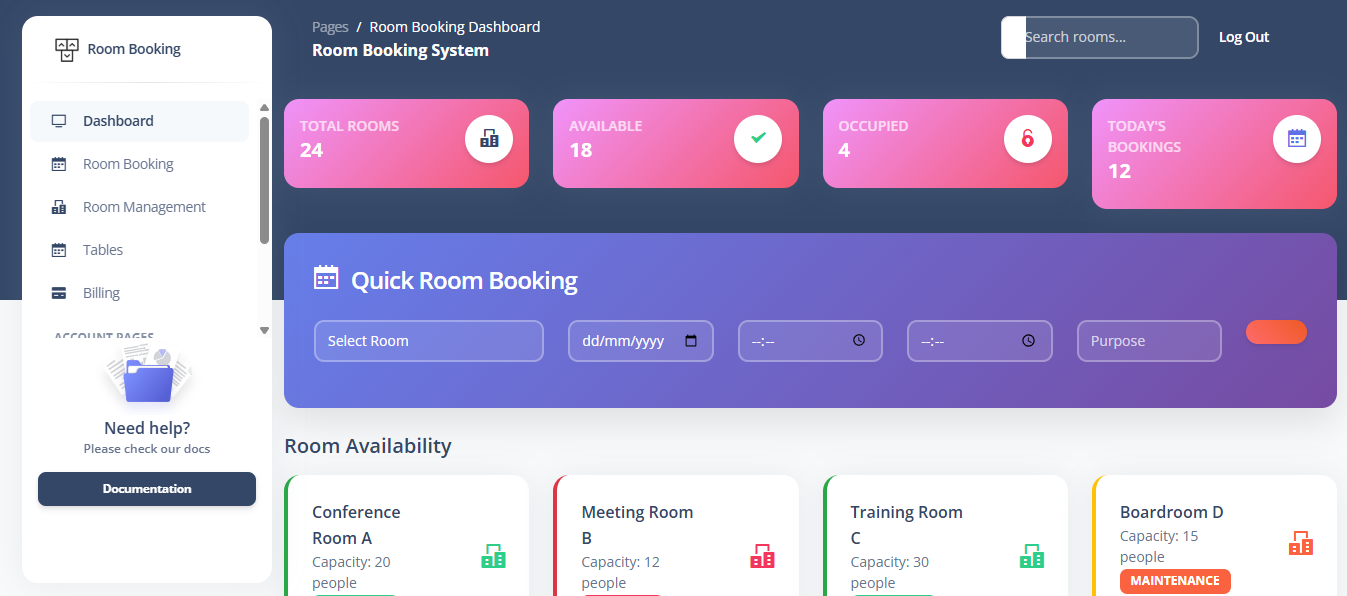 Room Booking
Dashboard
Room Booking
Room Management
Tables
Billing
ACCOUNT PAGES
Need help?
Please check our docs
Documentation
Pages / Room Booking Dashboard
Room Booking System
Search rooms...
Log Out
TOTAL ROOMS
24
AVAILABLE
18
OCCUPIED
4
TODAY'S
BOOKINGS
12
Quick Room Booking
Select Room
dd/mm/yyyy
--:--
--:--
Purpose
Room Availability
Conference
Room A
Capacity: 20
people
Meeting Room
B
Capacity: 12
people
Training Room
C
Capacity: 30
people
Boardroom D
Capacity: 15
people
MAINTENANCE